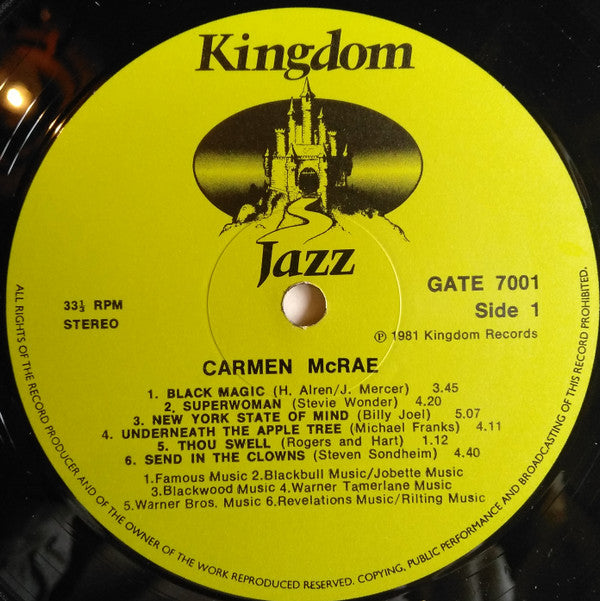 Kingdom
Jazz
GATE 7001
Side 1
33⅓ RPM
STEREO
℗ 1981 Kingdom Records
CARMEN McRAE
1. BLACK MAGIC (H. Alren/J. Mercer) 3.45
2. SUPERWOMAN (Stevie Wonder) 4.20
3. NEW YORK STATE OF MIND (Billy Joel) 5.07
4. UNDERNEATH THE APPLE TREE (Michael Franks) 4.11
5. THOU SWELL (Rogers and Hart) 1.12
6. SEND IN THE CLOWNS (Steven Sondheim) 4.40
1.Famous Music 2.Blackbull Music/Jobette Music
3.Blackwood Music 4.Warner Tamerlane Music
5.Warner Bros. Music 6.Revelations Music/Rilting Music
ALL RIGHTS OF THE RECORD PRODUCER AND OF THE OWNER OF THE WORK REPRODUCED RESERVED. COPYING, PUBLIC PERFORMANCE AND BROADCASTING OF THIS RECORD PROHIBITED.